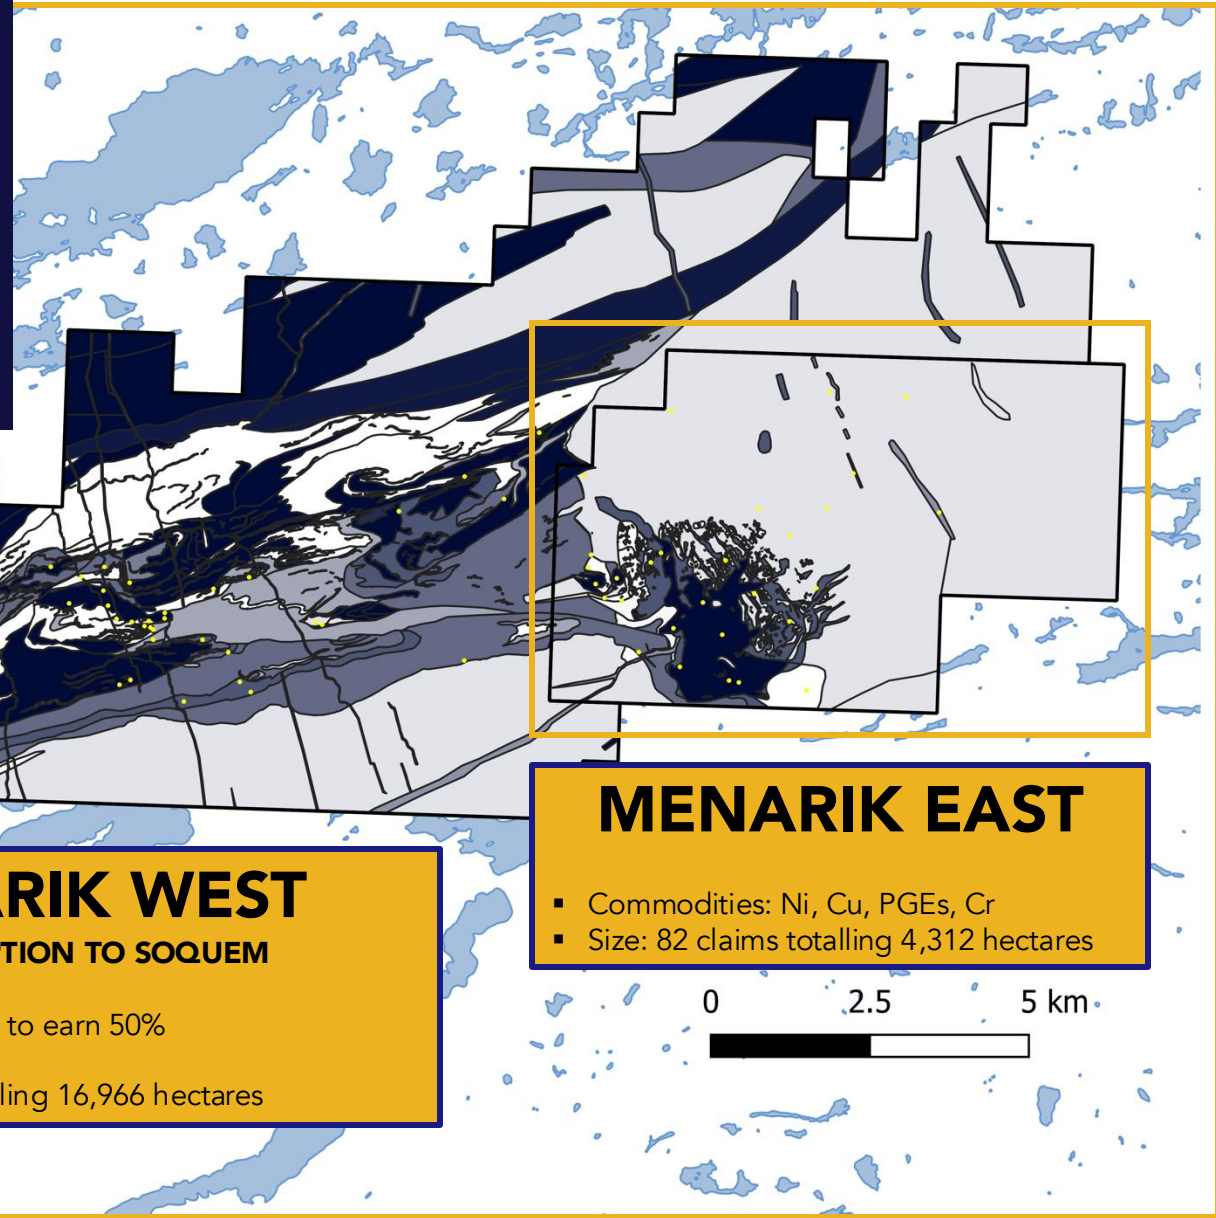 MENARIK EAST
▪ Commodities: Ni, Cu, PGEs, Cr
▪ Size: 82 claims totalling 4,312 hectares
RIK WEST
TION TO SOQUEM
to earn 50%
ling 16,966 hectares
0 2.5 5 km